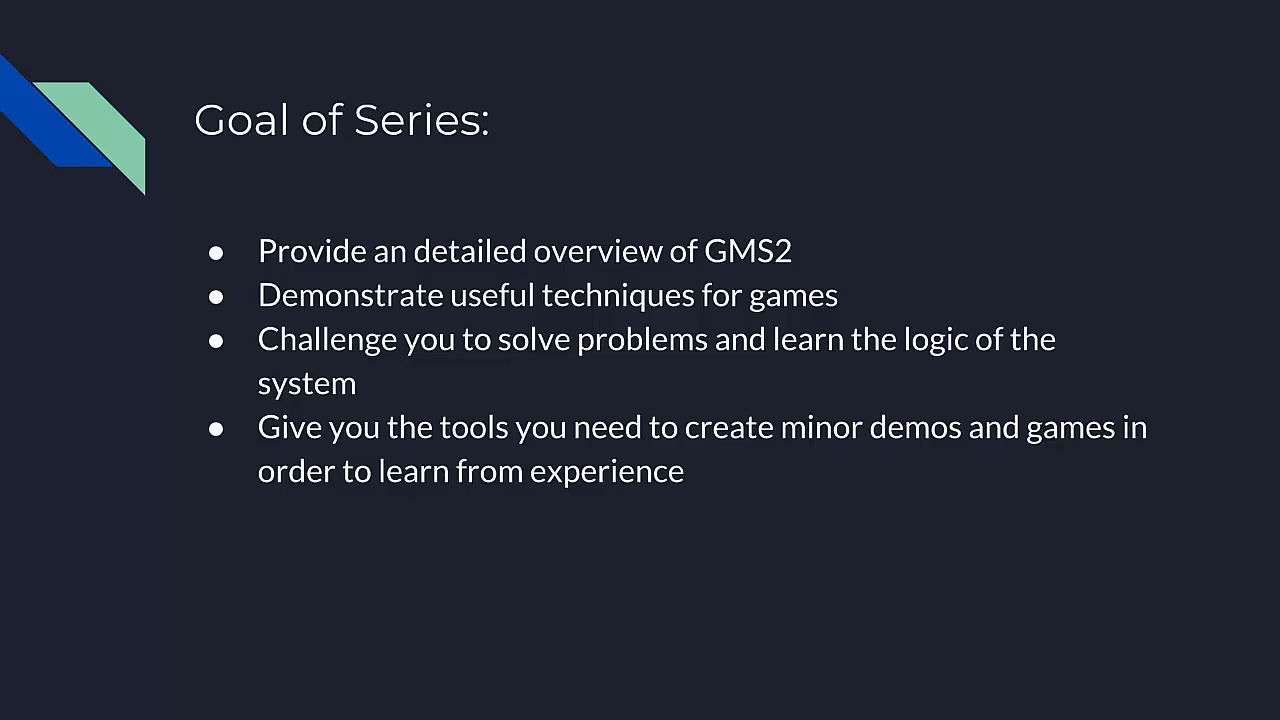 Goal of Series:
● Provide an detailed overview of GMS2
● Demonstrate useful techniques for games
● Challenge you to solve problems and learn the logic of the
system
● Give you the tools you need to create minor demos and games in
order to learn from experience